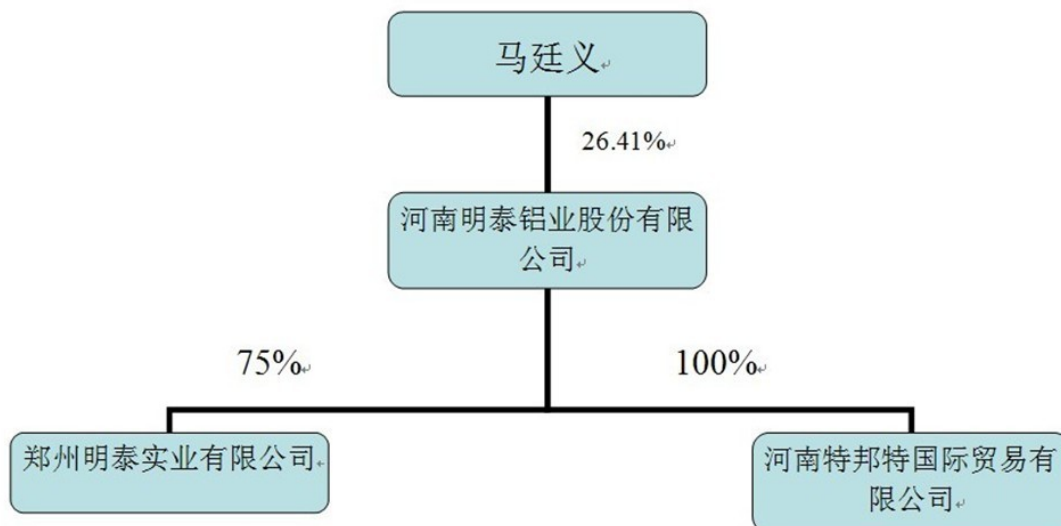 马廷义
26.41%
河南明泰铝业股份有限
公司
75%
100%
郑州明泰实业有限公司
河南特邦特国际贸易有
限公司